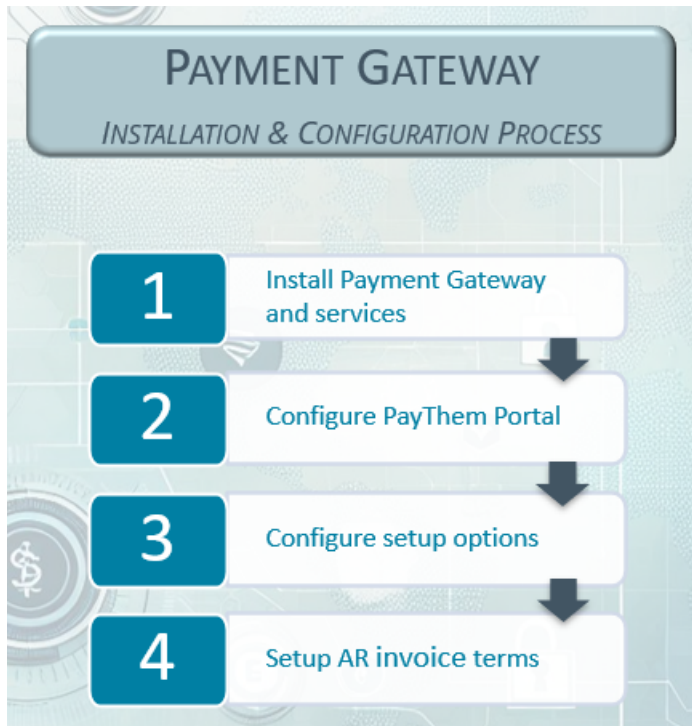 PAYMENT GATEWAY
INSTALLATION & CONFIGURATION PROCESS
1
Install Payment Gateway
and services
2
Configure PayThem Portal
3
Configure setup options
4
Setup AR invoice terms